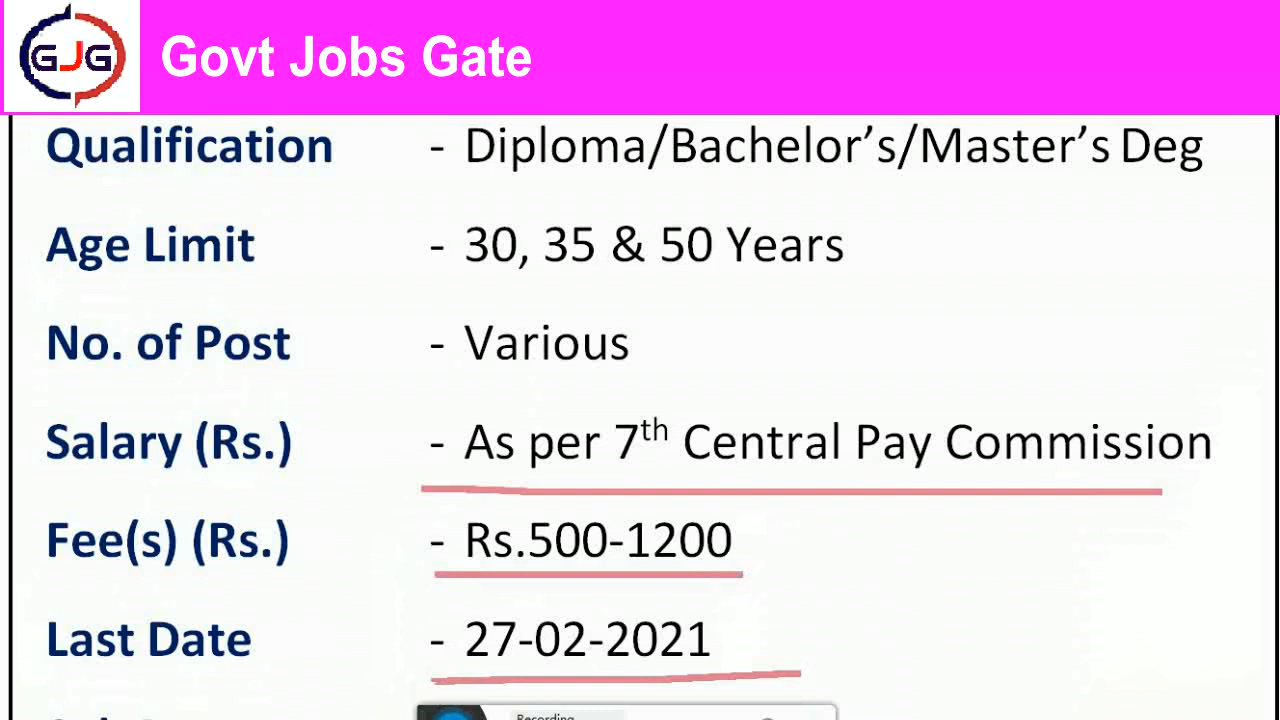 GJG
Govt Jobs Gate
Qualification - Diploma/Bachelor’s/Master’s Deg
Age Limit - 30, 35 & 50 Years
No. of Post - Various
Salary (Rs.) - As per 7th Central Pay Commission
Fee(s) (Rs.) - Rs.500-1200
Last Date - 27-02-2021
Recording